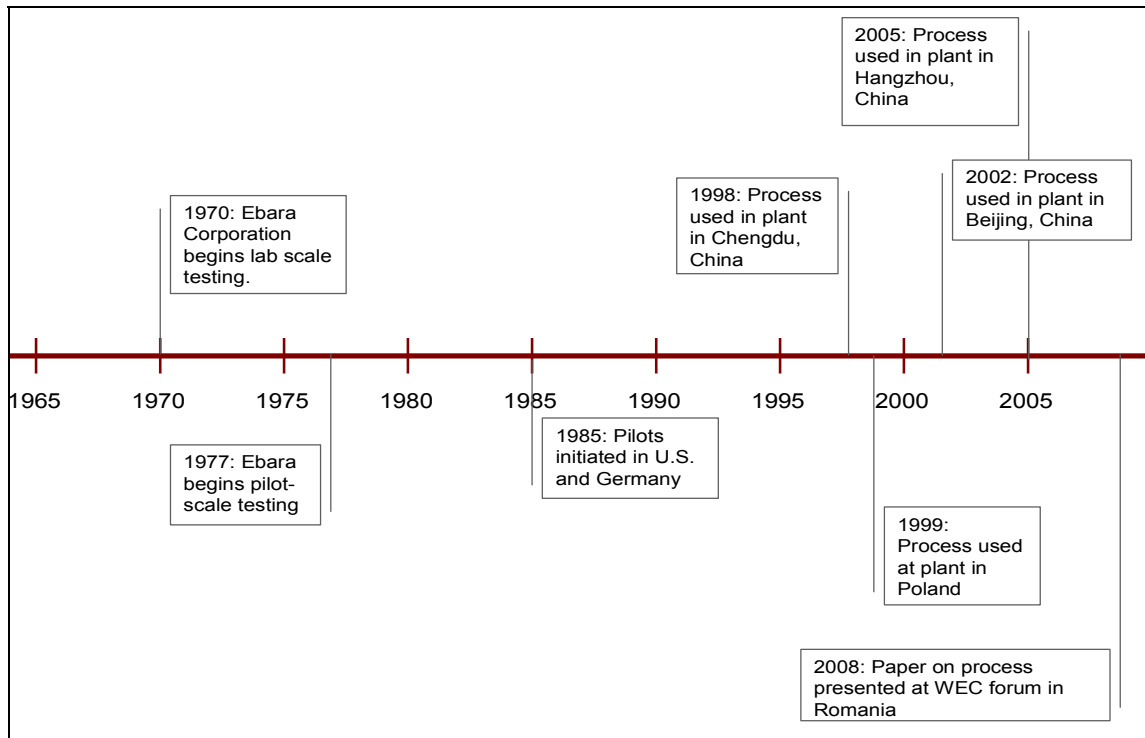 2005: Process
used in plant in
Hangzhou,
China
1970: Ebara
Corporation
begins lab scale
testing.
1998: Process
used in plant
in Chengdu,
China
2002: Process
used in plant in
Beijing, China
1965
1970
1975
1980
1985
1990
1995
2000
2005
1977: Ebara
begins pilot-
scale testing
1985: Pilots
initiated in U.S.
and Germany
1999:
Process used
at plant in
Poland
2008: Paper on process
presented at WEC forum in
Romania